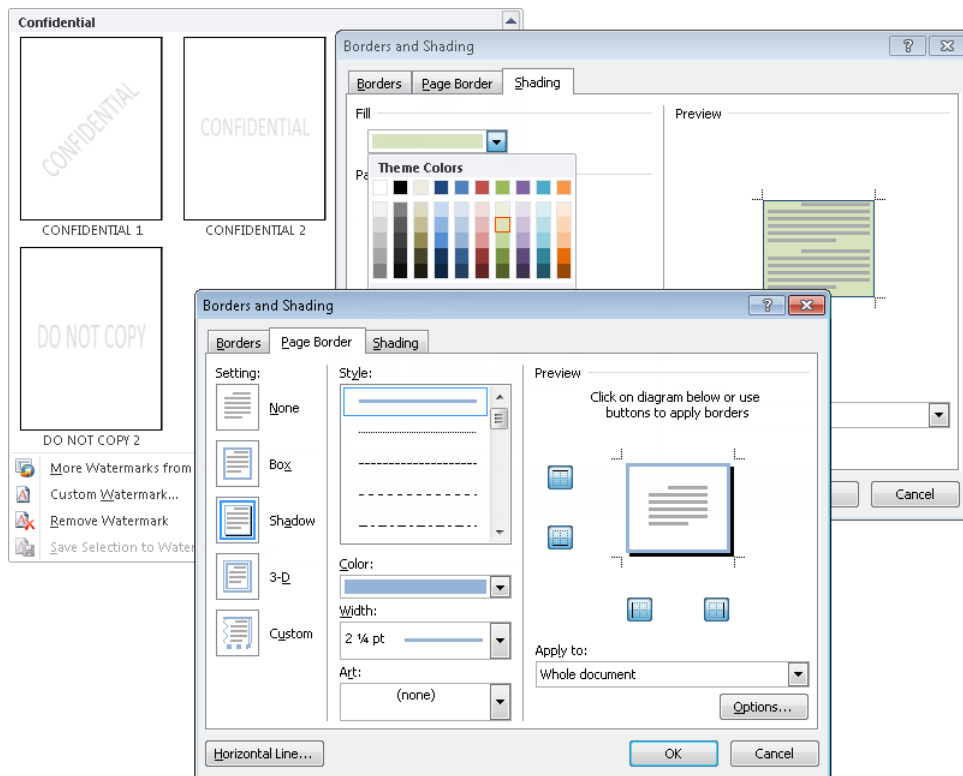 Confidential
CONFIDENTIAL
CONFIDENTIAL
CONFIDENTIAL 1
CONFIDENTIAL 2
DO NOT COPY
DO NOT COPY 2
More Watermarks from
Custom Watermark...
Remove Watermark
Save Selection to Water
Borders and Shading
Borders
Page Border
Shading
Fill
Preview
Theme Colors
Cancel
Borders and Shading
Borders
Page Border
Shading
Setting:
None
Box
Shadow
3-D
Custom
Style:
Color:
Width:
2 ¼ pt
Art:
(none)
Preview
Click on diagram below or use
buttons to apply borders
Apply to:
Whole document
Options...
Horizontal Line...
OK
Cancel